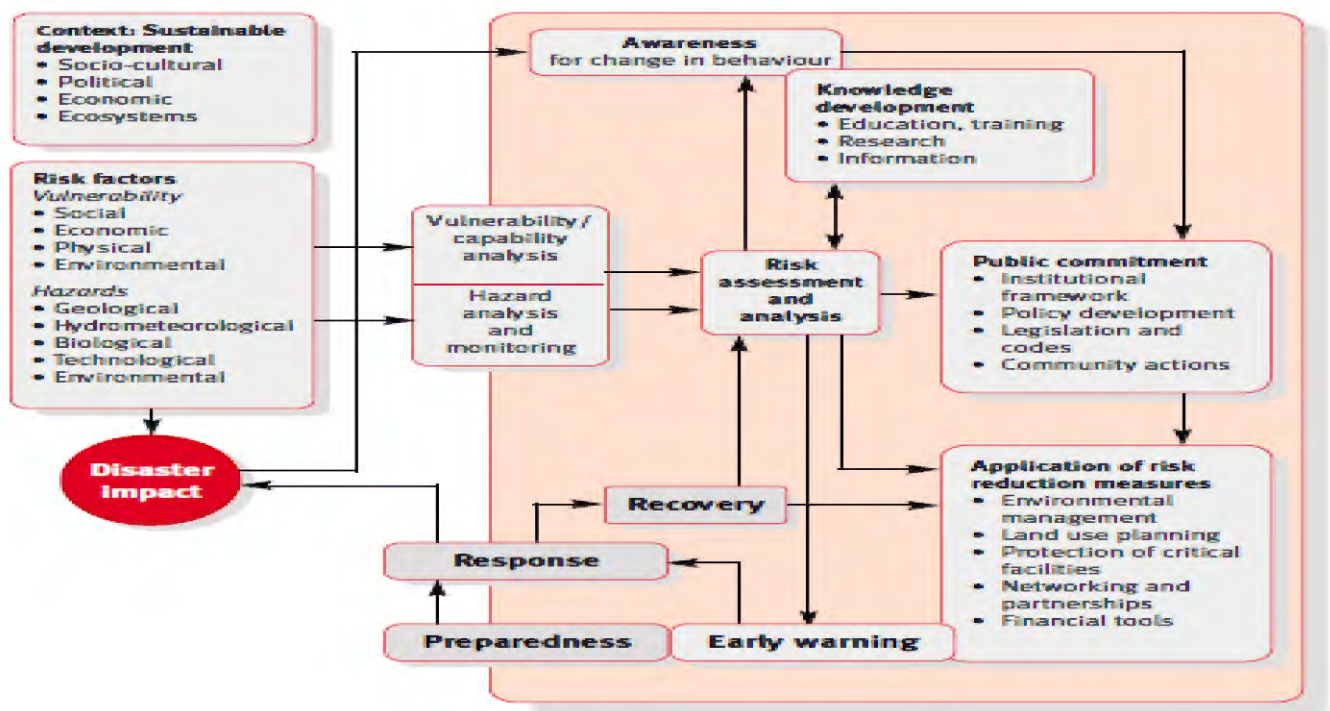 Context: Sustainable
development
• Socio-cultural
• Political
• Economic
• Ecosystems
Risk factors
Vulnerability
• Social
• Economic
• Physical
• Environmental
Hazards
• Geological
• Hydrometeorological
• Biological
• Technological
• Environmental
Disaster
impact
Awareness
for change in behaviour
Knowledge
development
• Education, training
• Research
• Information
Vulnerability/
capability
analysis
Hazard
analysis
and
monitoring
Risk
assessment
and
analysis
Public commitment
• Institutional
framework
• Policy development
• Legislation and
codes
• Community actions
Application of risk
reduction measures
• Environmental
management
• Land use planning
• Protection of critical
facilities
• Networking and
partnerships
• Financial tools
Recovery
Response
Preparedness
Early warning